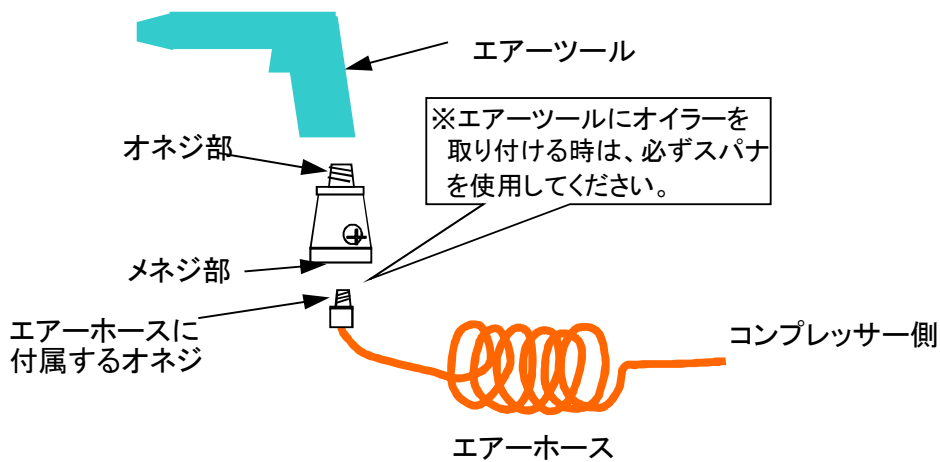 エアーツール
※エアーツールにオイラーを
取り付ける時は、必ずスパナ
を使用してください。
オネジ部
メネジ部
エアーホースに
付属するオネジ
コンプレッサー側
エアーホース